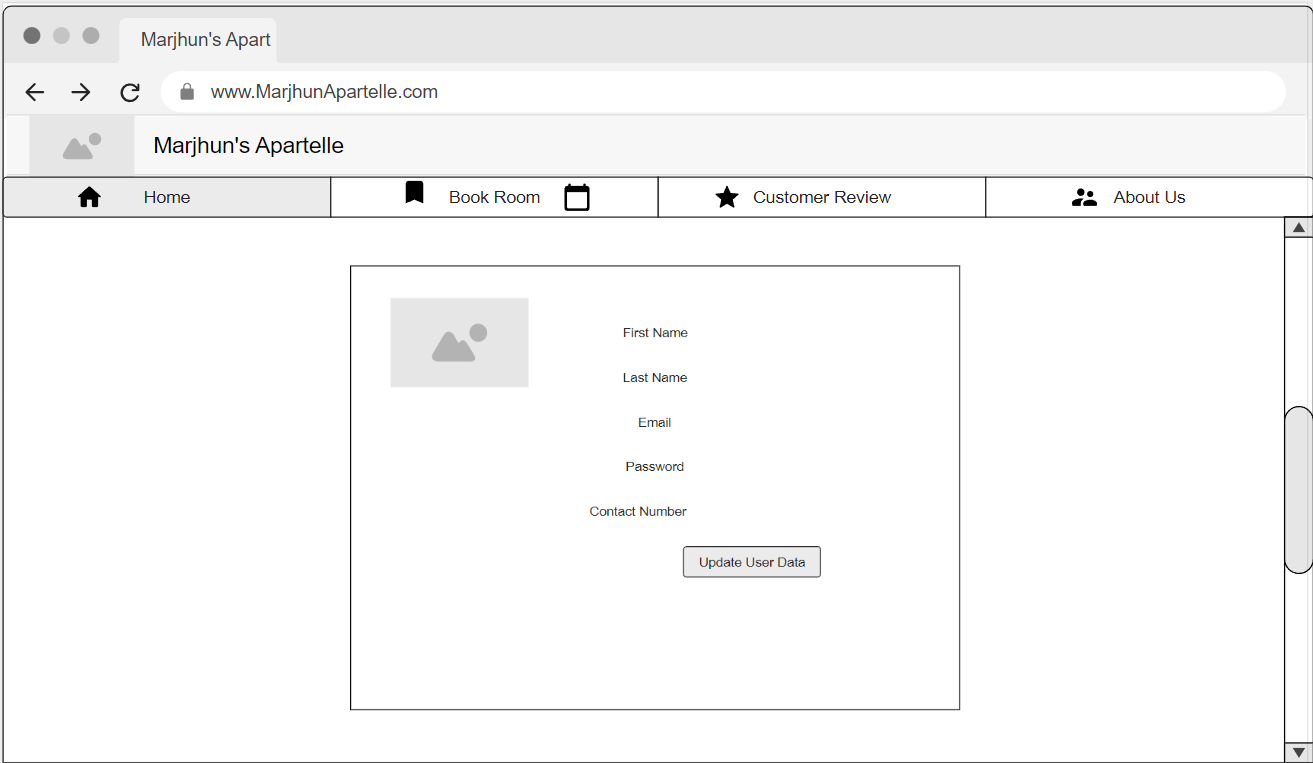 Marjhun's Apart
www.MarjhunApartelle.com
Marjhun's Apartelle
Home
Book Room
Customer Review
About Us
First Name
Last Name
Email
Password
Contact Number
Update User Data